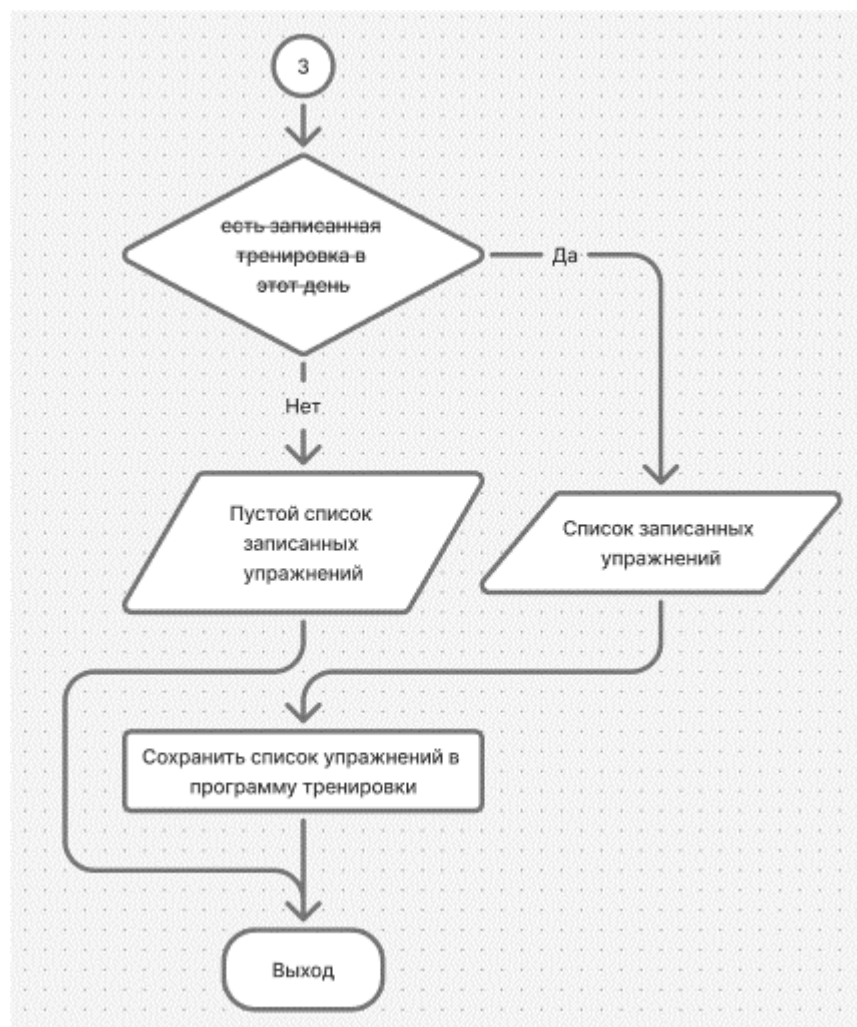 3
есть записанная
тренировка в
этот день
Да
Нет
Пустой список
записанных
упражнений
Список записанных
упражнений
Сохранить список упражнений в
программу тренировки
Выход